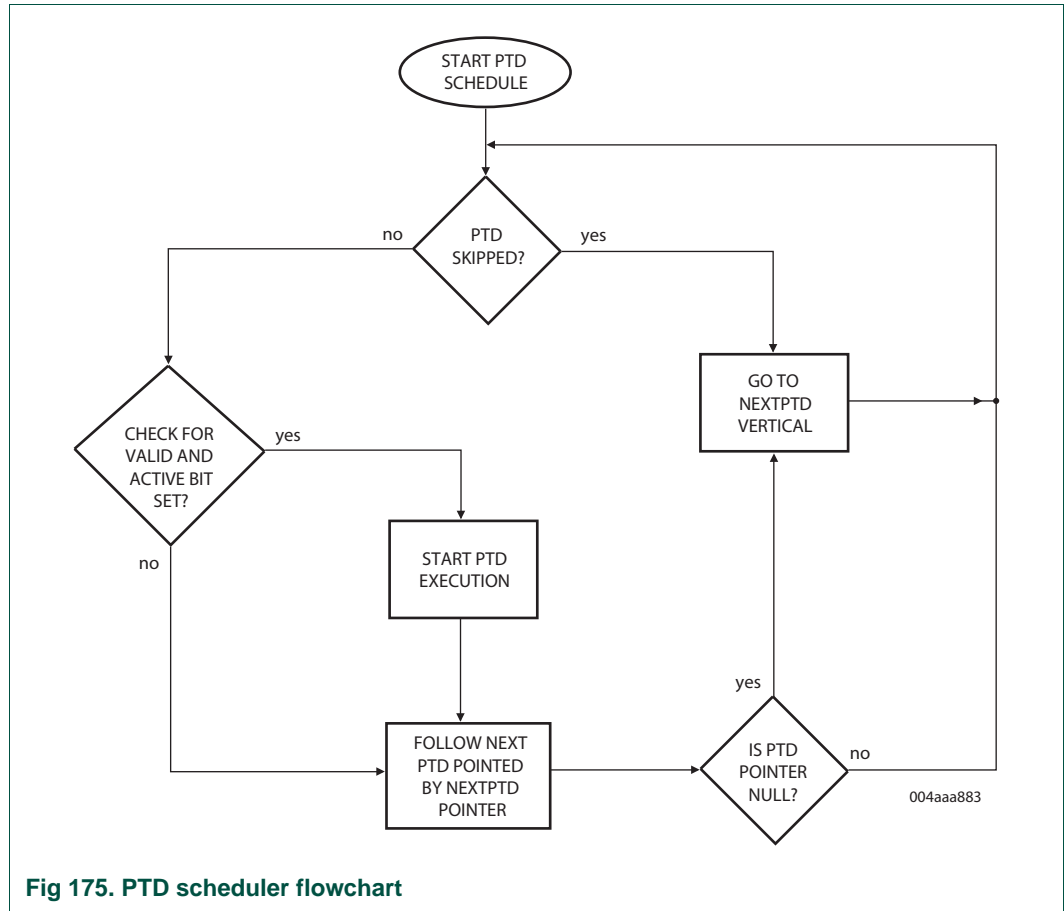 START PTD
SCHEDULE
no
PTD
SKIPPED?
yes
GO TO
NEXTPTD
VERTICAL
CHECK FOR
VALID AND
ACTIVE BIT
SET?
yes
no
START PTD
EXECUTION
FOLLOW NEXT
PTD POINTED
BY NEXTPTD
POINTER
yes
IS PTD
POINTER
NULL?
no
004aaa883
Fig 175. PTD scheduler flowchart